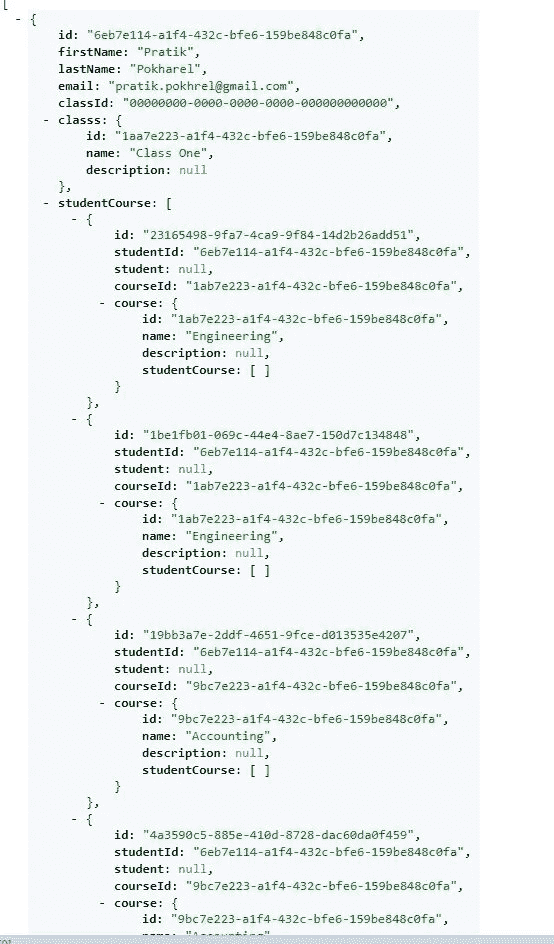 [
- {
id: "6eb7e114-a1f4-432c-bfe6-159be848c0fa",
firstName: "Pratik",
lastName: "Pokharel",
email: "pratik.pokhrel@gmail.com",
classId: "00000000-0000-0000-0000-000000000000",
- classs: {
id: "1aa7e223-a1f4-432c-bfe6-159be848c0fa",
name: "Class One",
description: null
},
- studentCourse: [
- {
id: "23165498-9fa7-4ca9-9f84-14d2b26add51",
studentId: "6eb7e114-a1f4-432c-bfe6-159be848c0fa",
student: null,
courseId: "1ab7e223-a1f4-432c-bfe6-159be848c0fa",
- course: {
id: "1ab7e223-a1f4-432c-bfe6-159be848c0fa",
name: "Engineering",
description: null,
studentCourse: [ ]
}
},
- {
id: "1be1fb01-069c-44e4-8ae7-150d7c134848",
studentId: "6eb7e114-a1f4-432c-bfe6-159be848c0fa",
student: null,
courseId: "1ab7e223-a1f4-432c-bfe6-159be848c0fa",
- course: {
id: "1ab7e223-a1f4-432c-bfe6-159be848c0fa",
name: "Engineering",
description: null,
studentCourse: [ ]
}
},
- {
id: "19bb3a7e-2ddf-4651-9fce-d013535e4207",
studentId: "6eb7e114-a1f4-432c-bfe6-159be848c0fa",
student: null,
courseId: "9bc7e223-a1f4-432c-bfe6-159be848c0fa",
- course: {
id: "9bc7e223-a1f4-432c-bfe6-159be848c0fa",
name: "Accounting",
description: null,
studentCourse: [ ]
}
},
- {
id: "4a3590c5-885e-410d-8728-dac60da0f459",
studentId: "6eb7e114-a1f4-432c-bfe6-159be848c0fa",
student: null,
courseId: "9bc7e223-a1f4-432c-bfe6-159be848c0fa",
- course: {
id: "9bc7e223-a1f4-432c-bfe6-159be848c0fa",